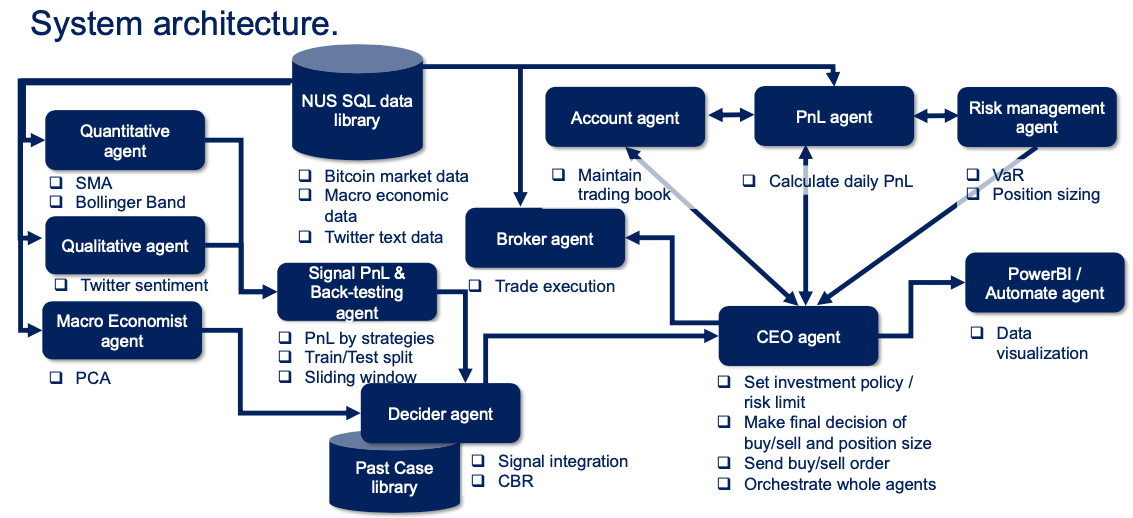 System architecture.
NUS SQL data
library
❑ Bitcoin market data
❑ Macro economic
data
❑ Twitter text data
Quantitative
agent
❑ SMA
❑ Bollinger Band
Qualitative agent
❑ Twitter sentiment
Macro Economist
agent
❑ PCA
Signal PnL &
Back-testing
agent
❑ PnL by strategies
❑ Train/Test split
❑ Sliding window
Decider agent
Past Case
library
❑ Signal integration
❑ CBR
Broker agent
❑ Trade execution
Account agent
❑ Maintain
trading book
PnL agent
❑ Calculate daily PnL
Risk management
agent
❑ VaR
❑ Position sizing
CEO agent
❑ Set investment policy /
risk limit
❑ Make final decision of
buy/sell and position size
❑ Send buy/sell order
❑ Orchestrate whole agents
PowerBI /
Automate agent
❑ Data
visualization